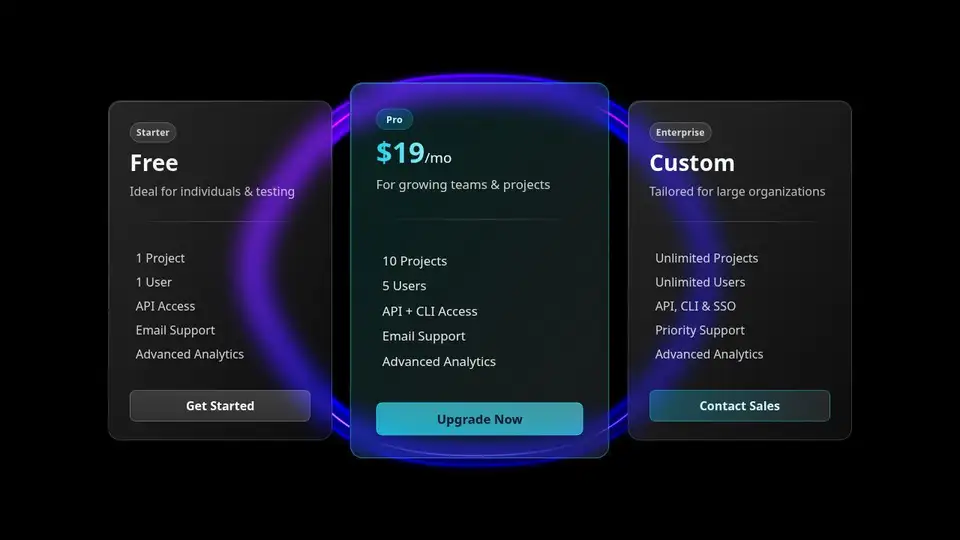 Starter
Free
Ideal for individuals & testing
1 Project
1 User
API Access
Email Support
Advanced Analytics
Get Started
Pro
$19/mo
For growing teams & projects
10 Projects
5 Users
API + CLI Access
Email Support
Advanced Analytics
Upgrade Now
Enterprise
Custom
Tailored for large organizations
Unlimited Projects
Unlimited Users
API, CLI & SSO
Priority Support
Advanced Analytics
Contact Sales